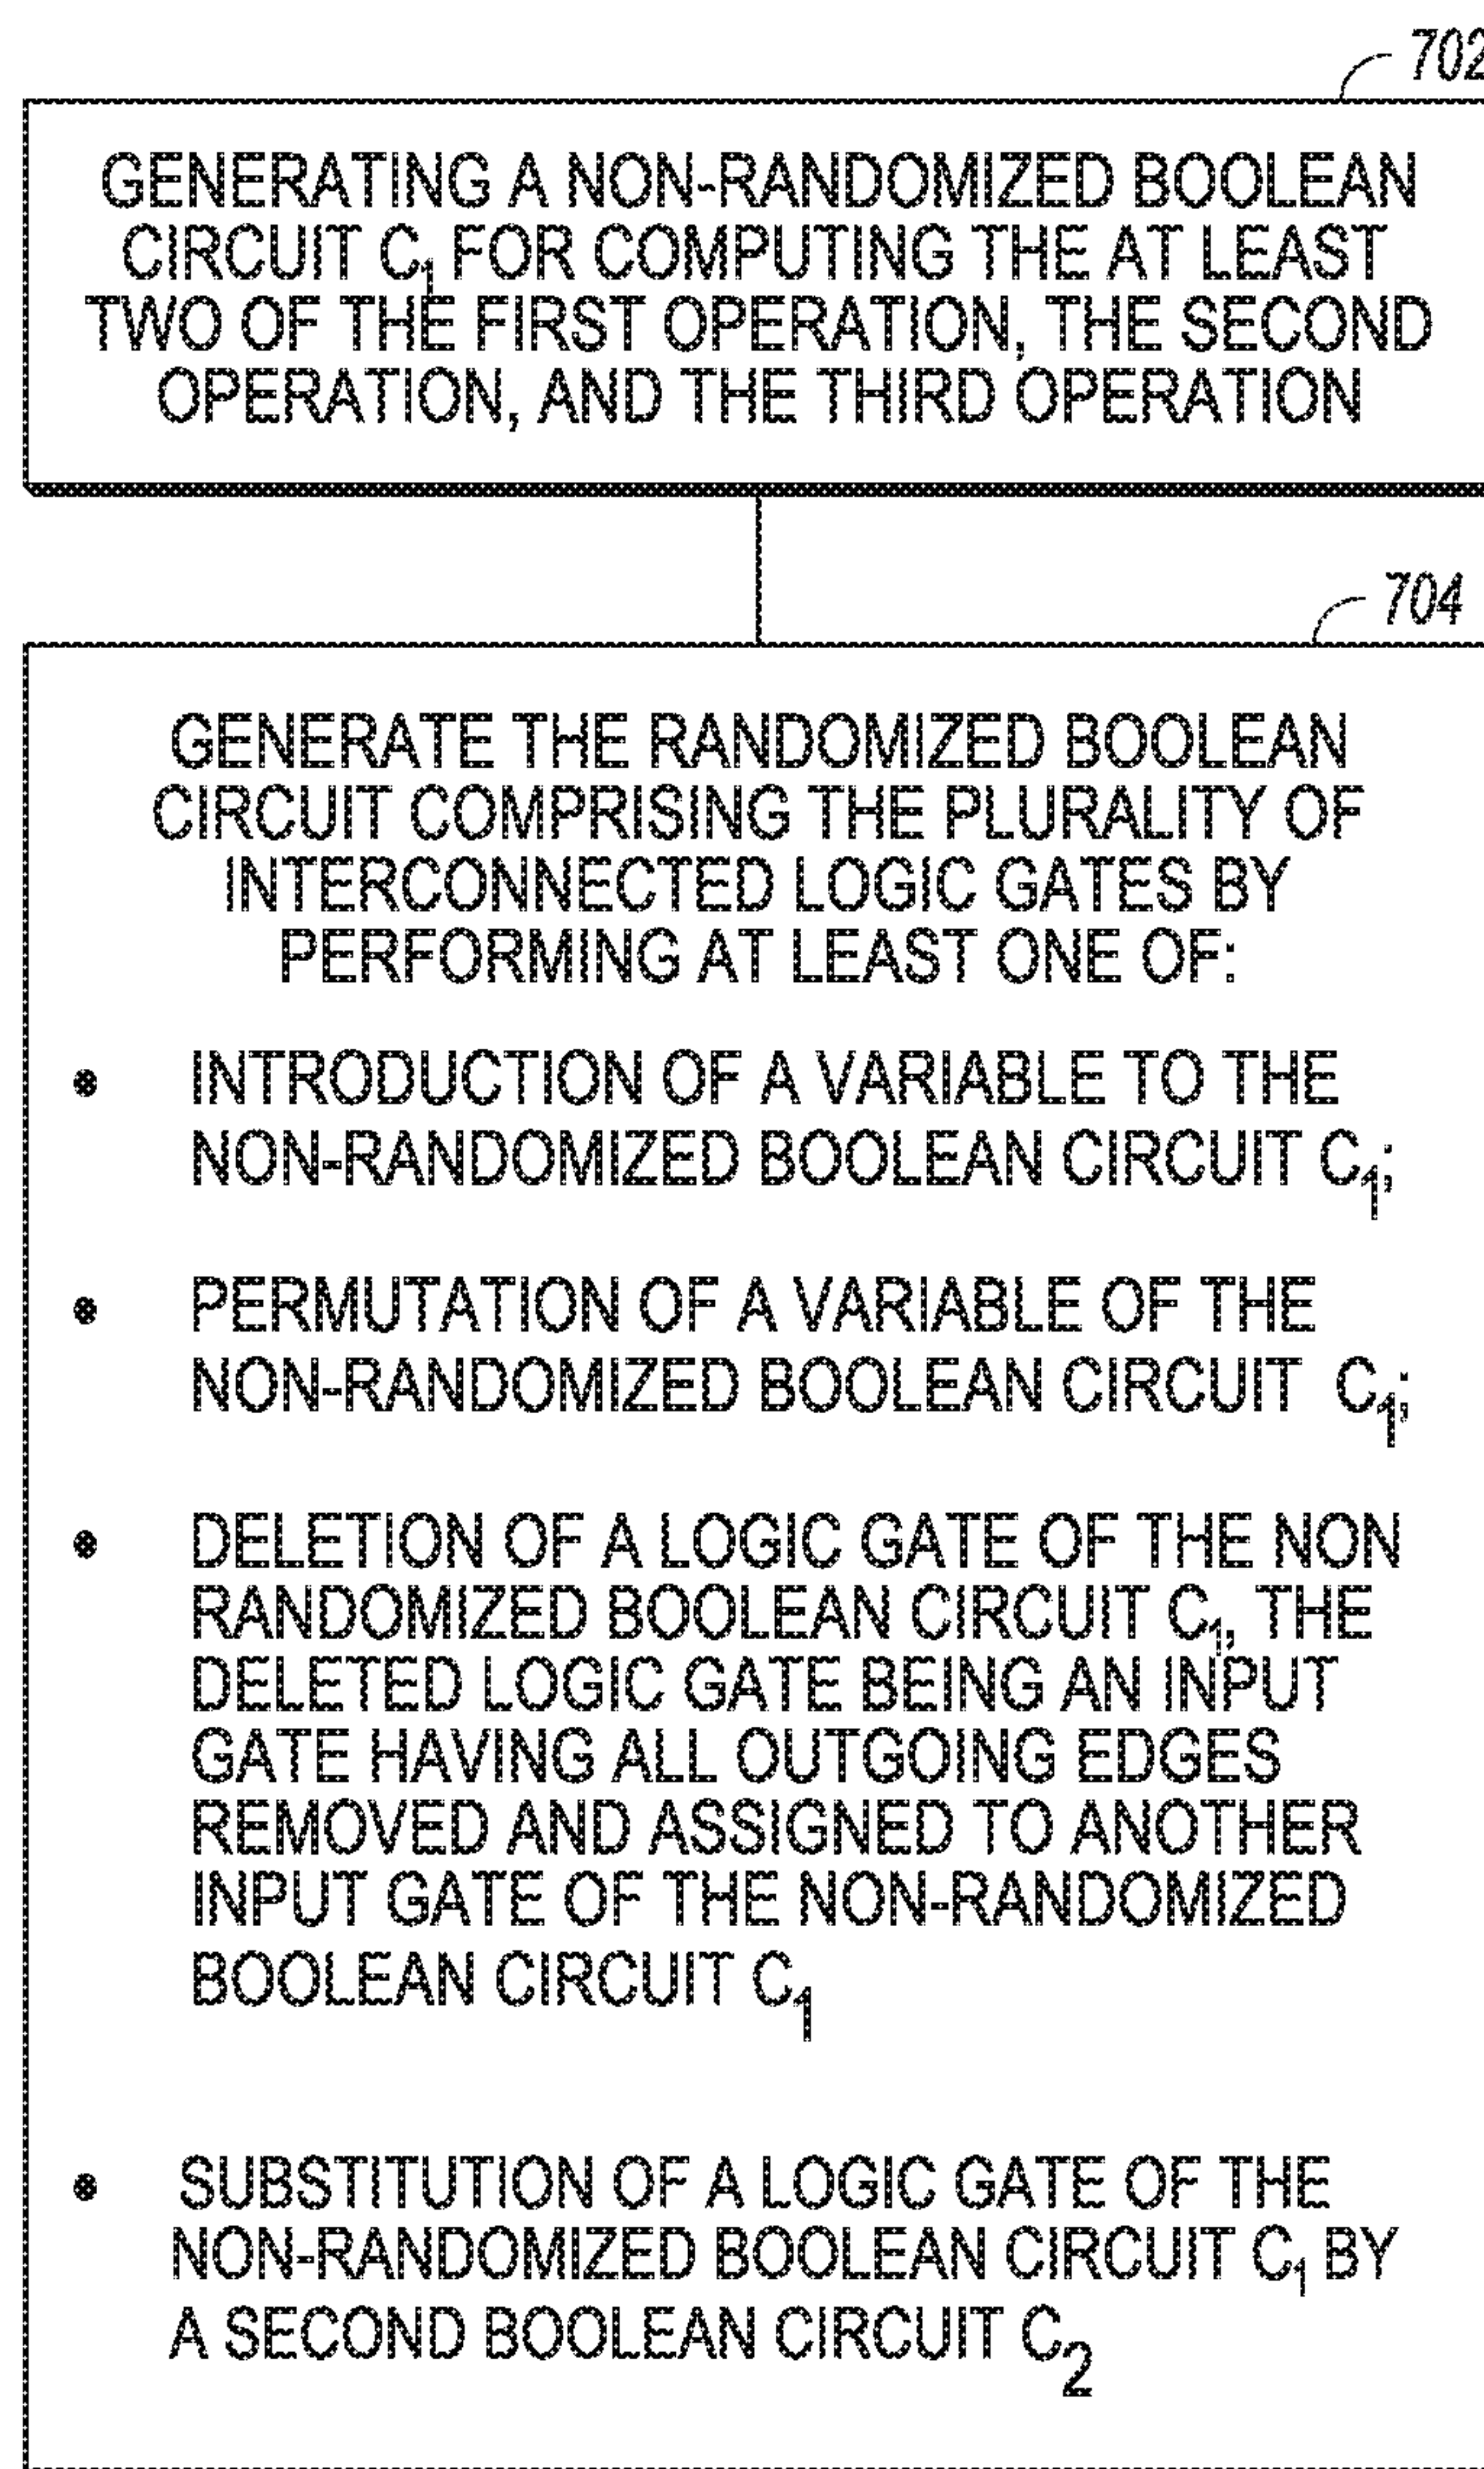 702
GENERATING A NON-RANDOMIZED BOOLEAN
CIRCUIT C₁ FOR COMPUTING THE AT LEAST
TWO OF THE FIRST OPERATION, THE SECOND
OPERATION, AND THE THIRD OPERATION
704
GENERATE THE RANDOMIZED BOOLEAN
CIRCUIT COMPRISING THE PLURALITY OF
INTERCONNECTED LOGIC GATES BY
PERFORMING AT LEAST ONE OF:
• INTRODUCTION OF A VARIABLE TO THE
NON-RANDOMIZED BOOLEAN CIRCUIT C₁;
• PERMUTATION OF A VARIABLE OF THE
NON-RANDOMIZED BOOLEAN CIRCUIT C₁;
• DELETION OF A LOGIC GATE OF THE NON
RANDOMIZED BOOLEAN CIRCUIT C₁, THE
DELETED LOGIC GATE BEING AN INPUT
GATE HAVING ALL OUTGOING EDGES
REMOVED AND ASSIGNED TO ANOTHER
INPUT GATE OF THE NON-RANDOMIZED
BOOLEAN CIRCUIT C₁
• SUBSTITUTION OF A LOGIC GATE OF THE
NON-RANDOMIZED BOOLEAN CIRCUIT C₁ BY
A SECOND BOOLEAN CIRCUIT C₂